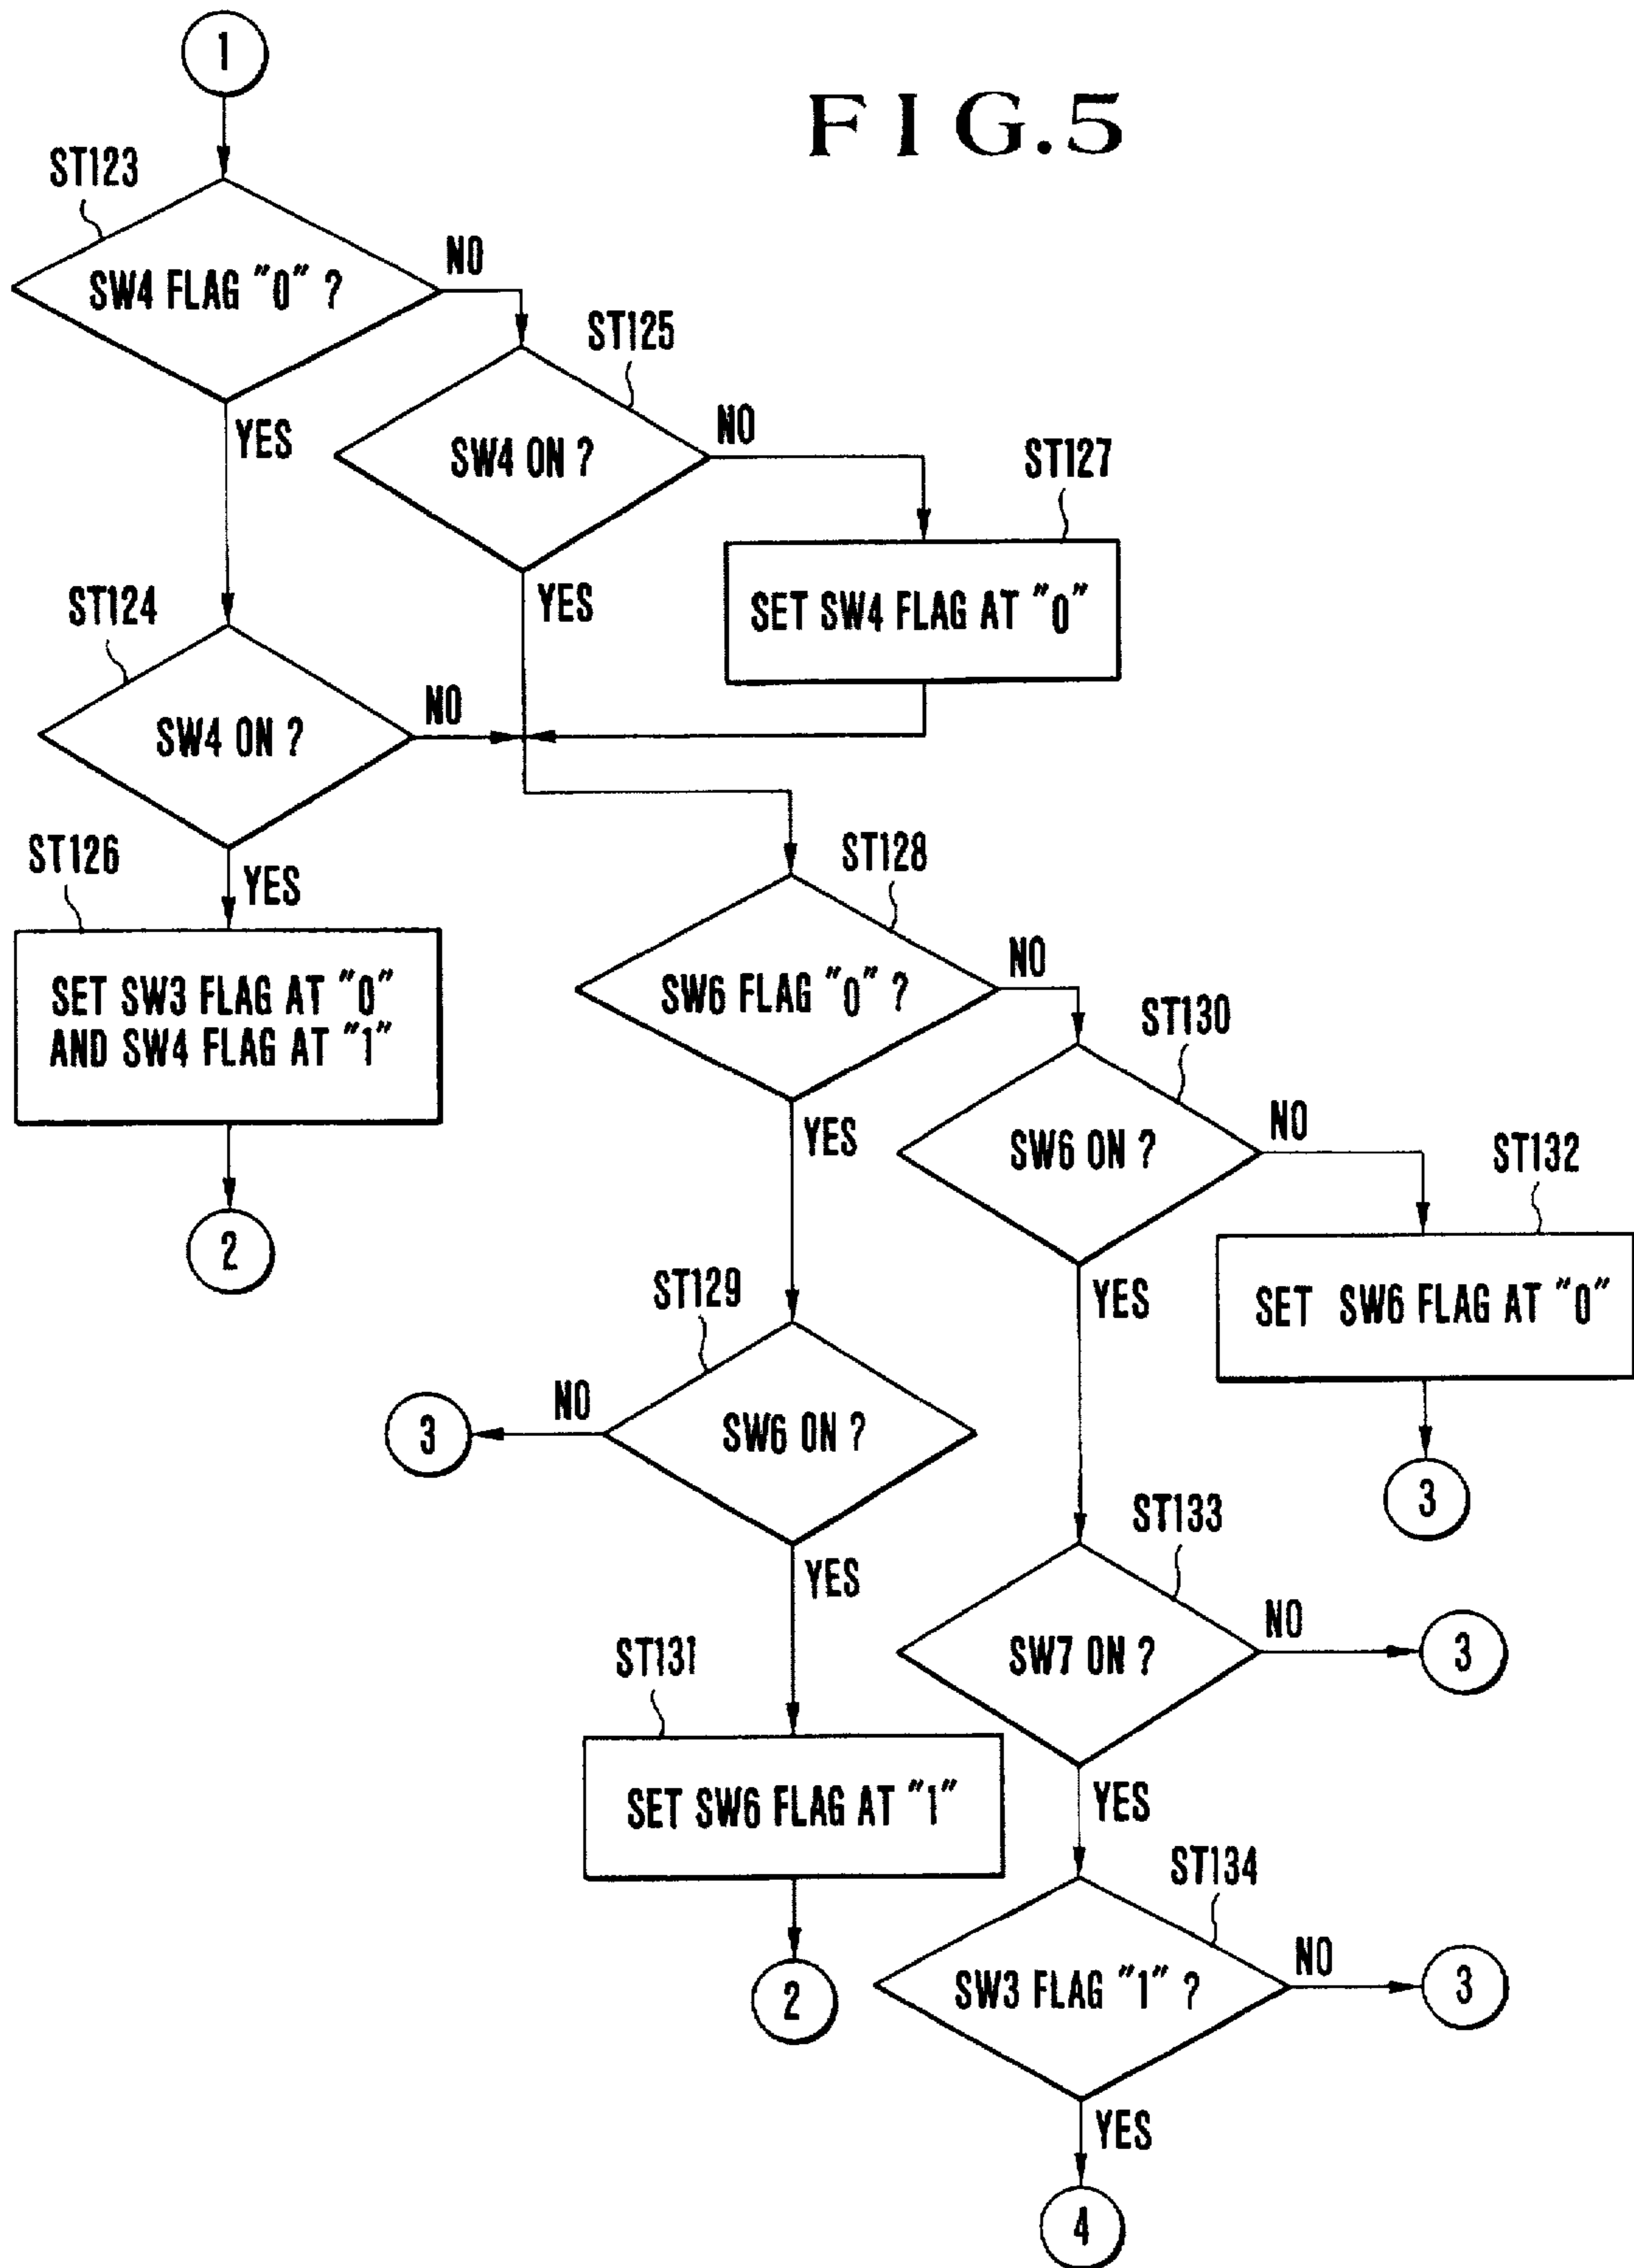 1
FIG.5
ST123
SW4 FLAG "0" ?
NO
YES
ST125
SW4 ON ?
NO
YES
ST127
SET SW4 FLAG AT "0"
ST124
SW4 ON ?
NO
YES
ST126
SET SW3 FLAG AT "0"
AND SW4 FLAG AT "1"
2
ST128
SW6 FLAG "0" ?
NO
YES
ST130
SW6 ON ?
NO
YES
ST132
SET SW6 FLAG AT "0"
3
ST129
SW6 ON ?
NO
3
YES
ST131
SET SW6 FLAG AT "1"
2
ST133
SW7 ON ?
NO
3
YES
ST134
SW3 FLAG "1" ?
NO
3
YES
4